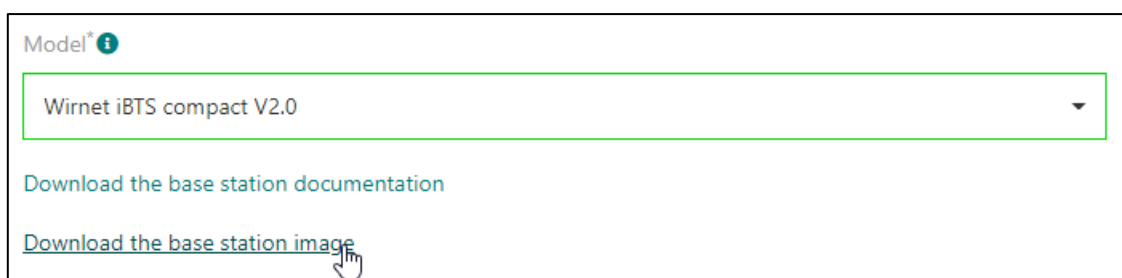 Model*
Wirnet iBTS compact V2.0
Download the base station documentation
Download the base station image